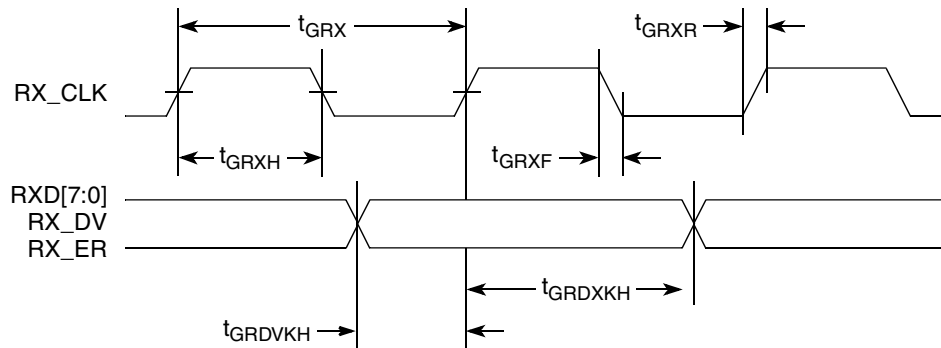 tGRX
tGRXR
RX_CLK
tGRXH
tGRXF
RXD[7:0]
RX_DV
RX_ER
tGRDXKH
tGRDVKH